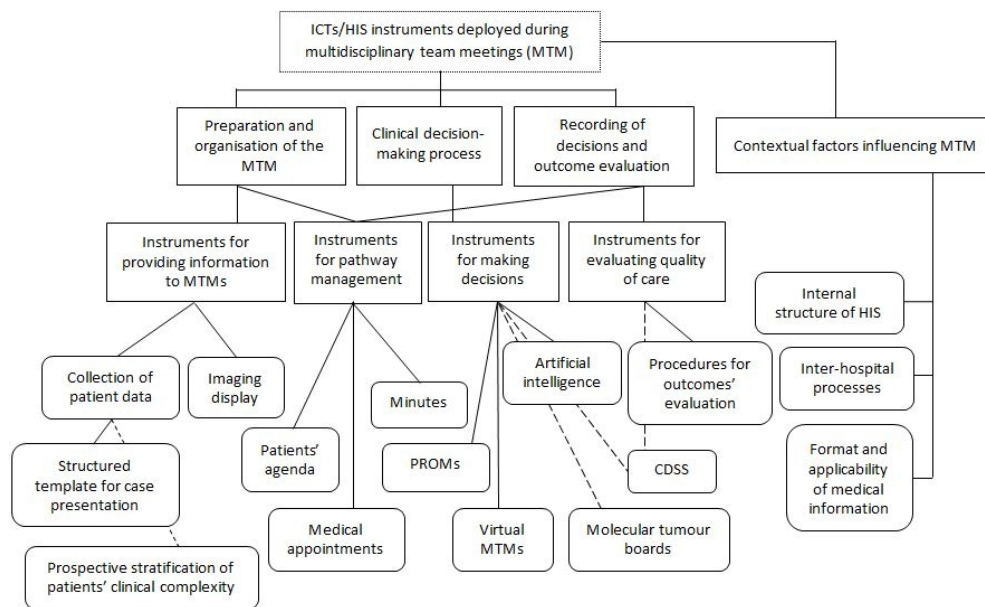 ICTs/HIS instruments deployed during
multidisciplinary team meetings (MTM)
Preparation and
organisation of the
MTM
Clinical decision-
making process
Recording of
decisions and
outcome evaluation
Contextual factors influencing MTM
Instruments for
providing information
to MTMs
Instruments
for pathway
management
Instruments
for making
decisions
Instruments for
evaluating quality
of care
Internal
structure of HIS
Collection of
patient data
Imaging
display
Minutes
Artificial
intelligence
Procedures for
outcomes’
evaluation
Inter-hospital
processes
Structured
template for case
presentation
Patients’
agenda
PROMs
CDSS
Format and
applicability
of medical
information
Prospective stratification of
patients’ clinical complexity
Medical
appointments
Virtual
MTMs
Molecular tumour
boards